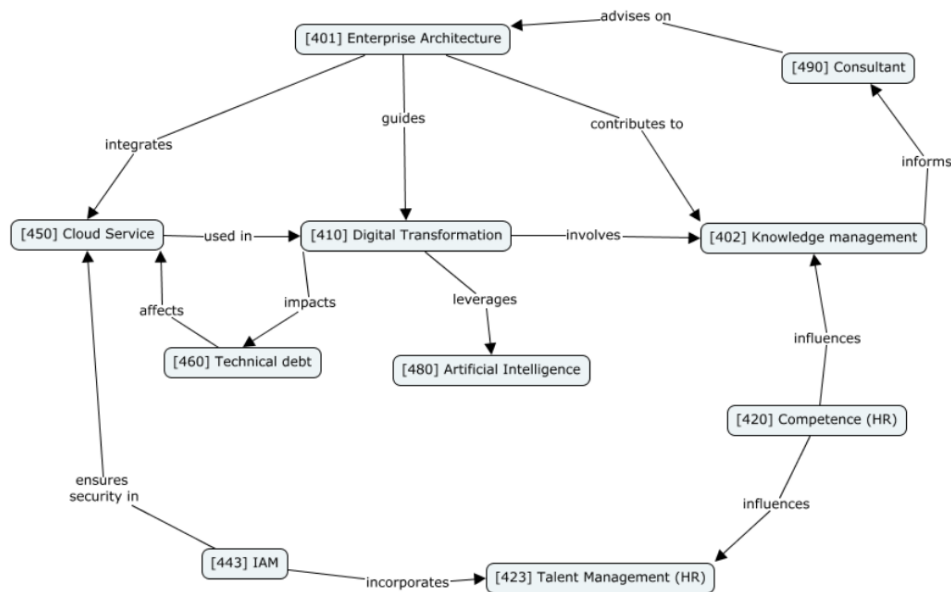 advises on
[401] Enterprise Architecture
[490] Consultant
guides
contributes to
integrates
informs
[450] Cloud Service
used in
[410] Digital Transformation
involves
[402] Knowledge management
leverages
impacts
affects
influences
[460] Technical debt
[480] Artificial Intelligence
[420] Competence (HR)
ensures
security in
influences
[443] IAM
incorporates
[423] Talent Management (HR)